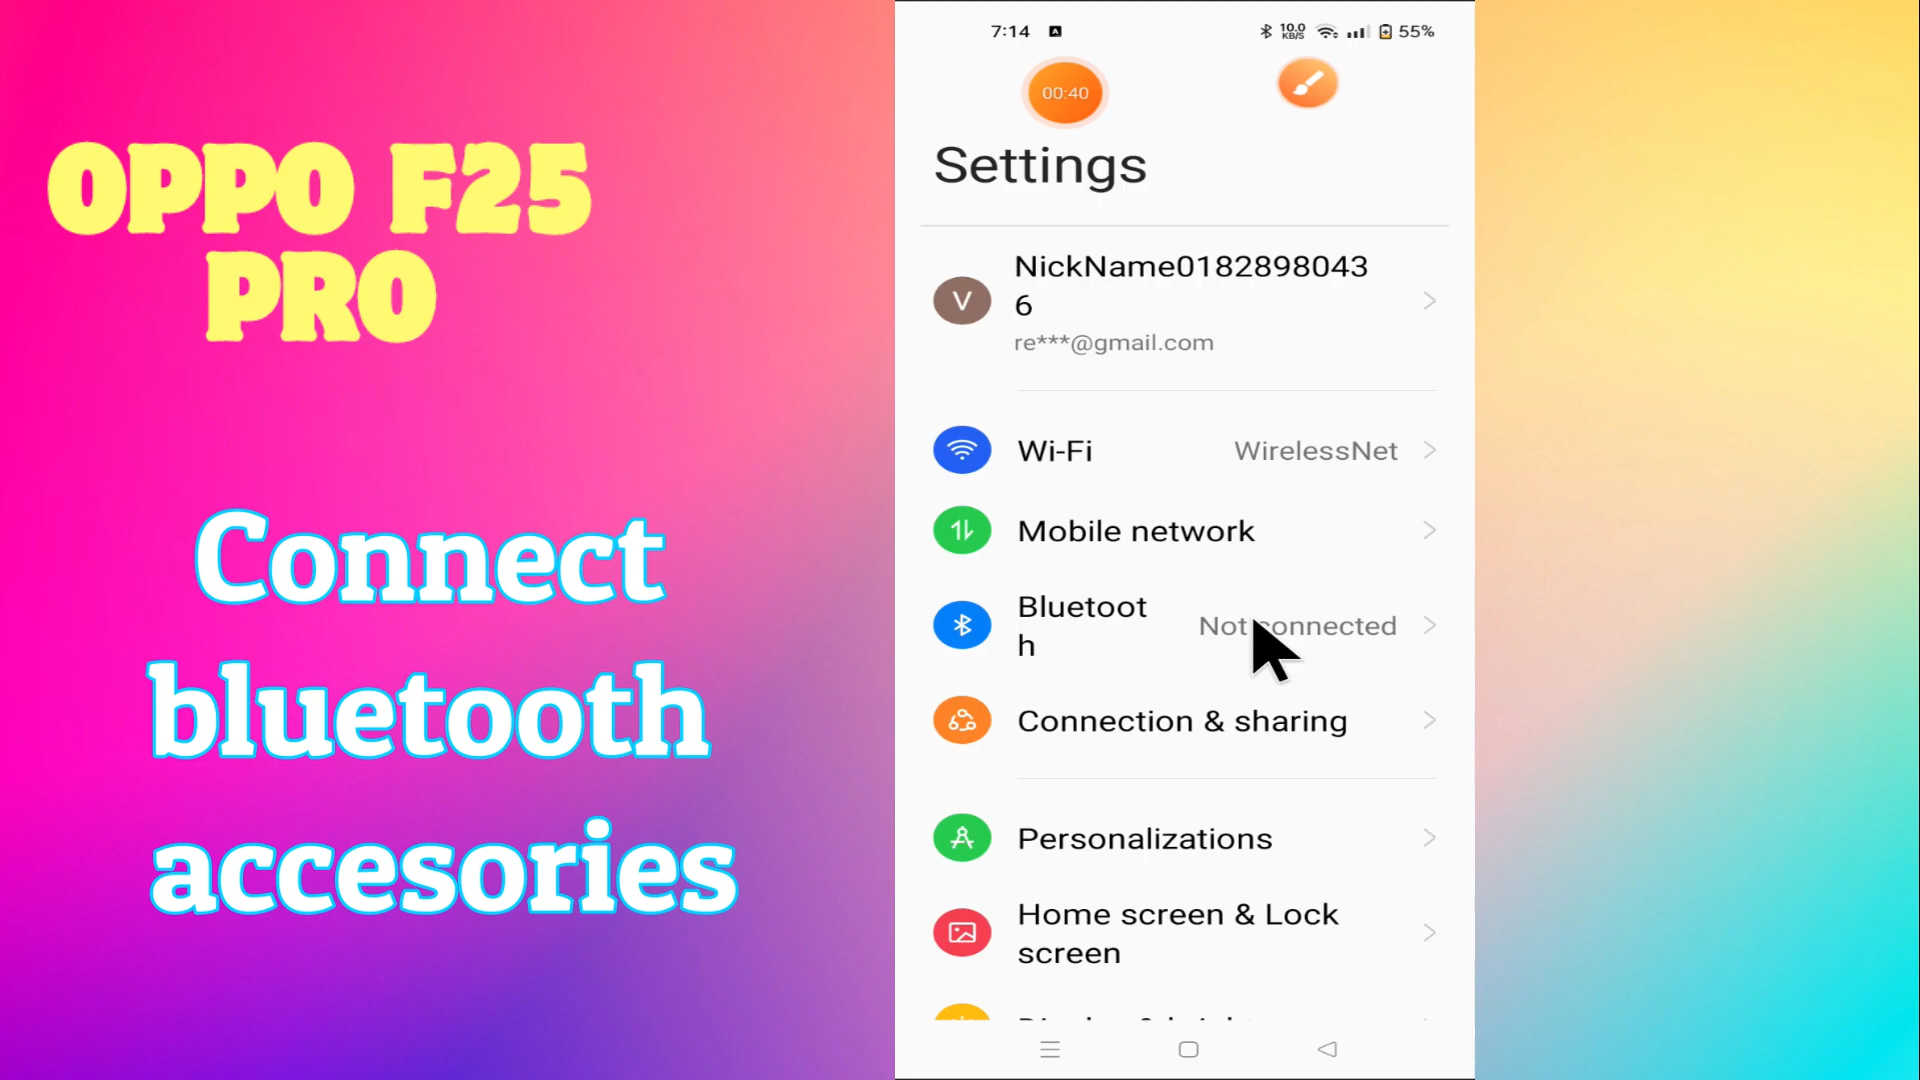 OPPO F25
PRO
Connect
bluetooth
accesories
7:14 A 10.0 KB/S 55%
00:40
Settings
V
NickName0182898043
6
re***@gmail.com
Wi-Fi WirelessNet
Mobile network
Bluetoot
h
Not connected
Connection & sharing
Personalizations
Home screen & Lock
screen